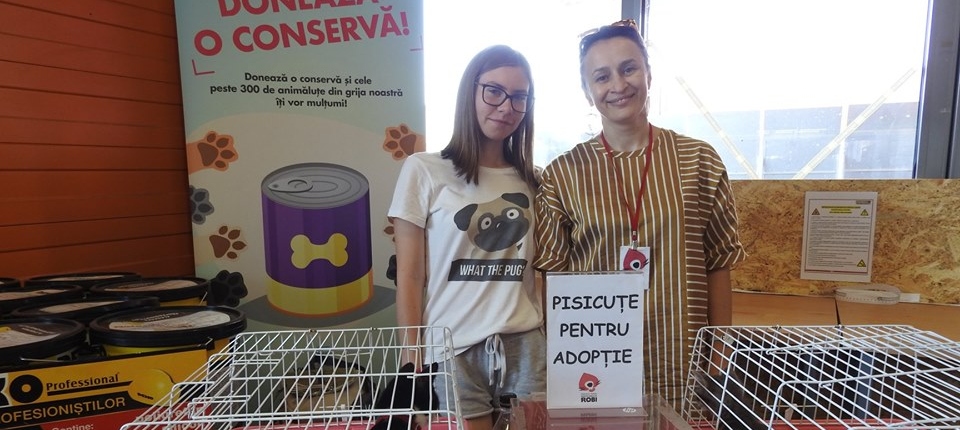 DONEAZĂ
O CONSERVĂ!
Donează o conservă și cele
peste 300 de animăluțe din grija noastră
îți vor mulțumi!
WHAT THE PUG
PISICUȚE
PENTRU
ADOPȚIE
ROBI
Professional
PROFESIONIȘTILOR